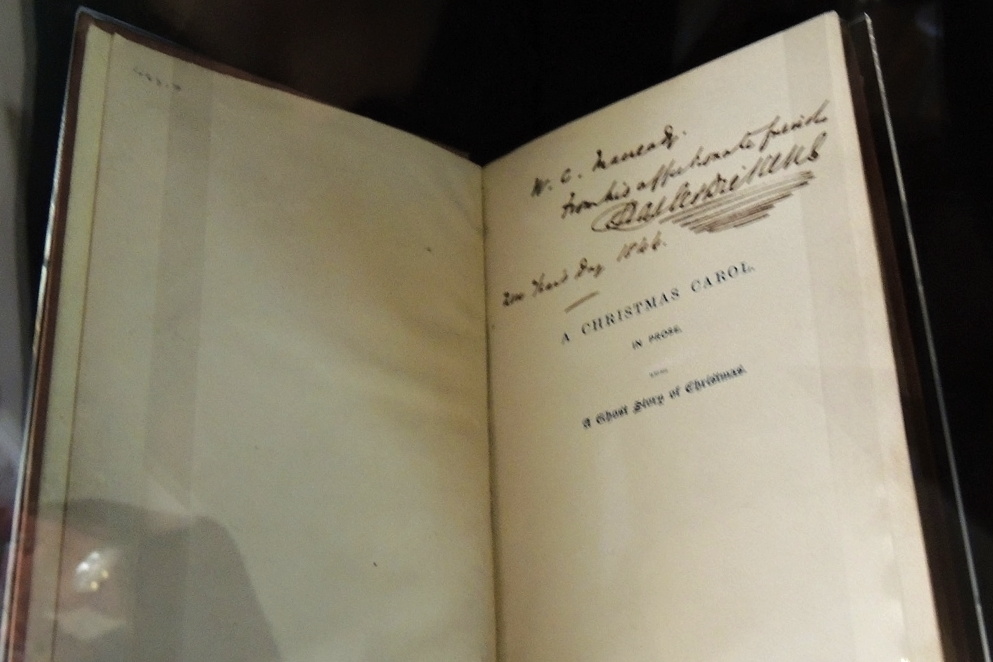 W. C. Macready.
from his affectionate friend
Charles Dickens
New Year's Day 1844.
A CHRISTMAS CAROL.
IN PROSE.
BEING
A Ghost Story of Christmas.